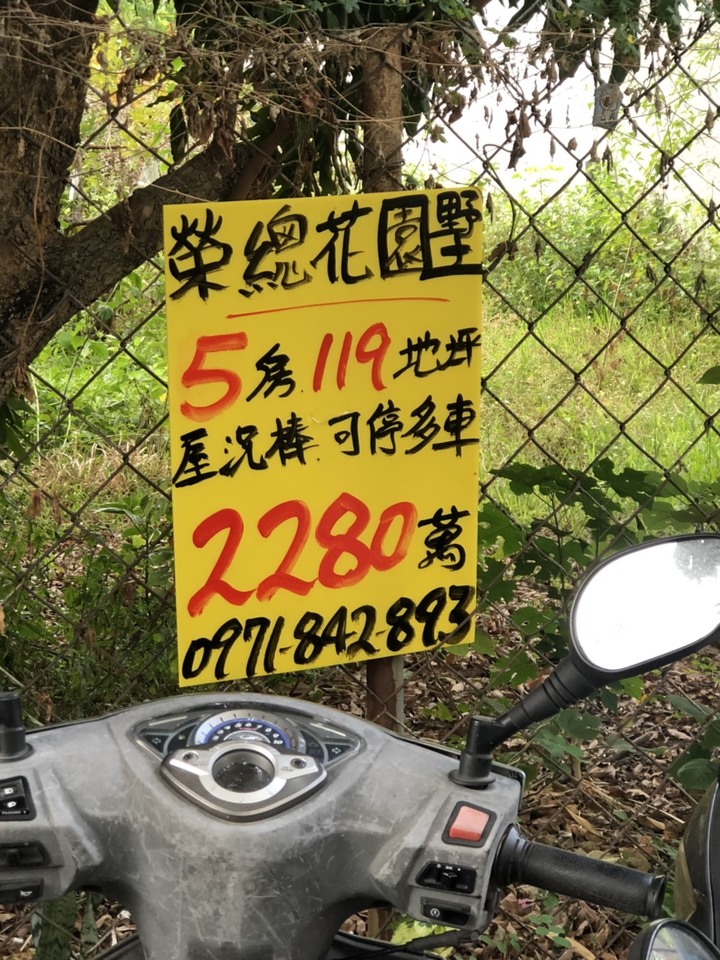 榮總花園墅
5房 119地坪
屋況棒 可停多車
2280萬
0971-842-893